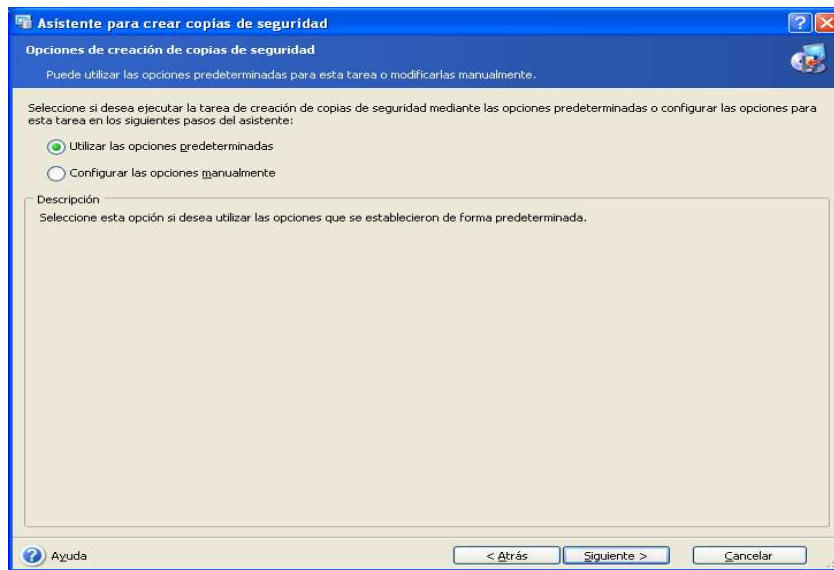 Asistente para crear copias de seguridad
Opciones de creación de copias de seguridad
Puede utilizar las opciones predeterminadas para esta tarea o modificarlas manualmente.
Seleccione si desea ejecutar la tarea de creación de copias de seguridad mediante las opciones predeterminadas o configurar las opciones para
esta tarea en los siguientes pasos del asistente:
Utilizar las opciones predeterminadas
Configurar las opciones manualmente
Descripción
Seleccione esta opción si desea utilizar las opciones que se establecieron de forma predeterminada.
Ayuda
< Atrás
Siguiente >
Cancelar